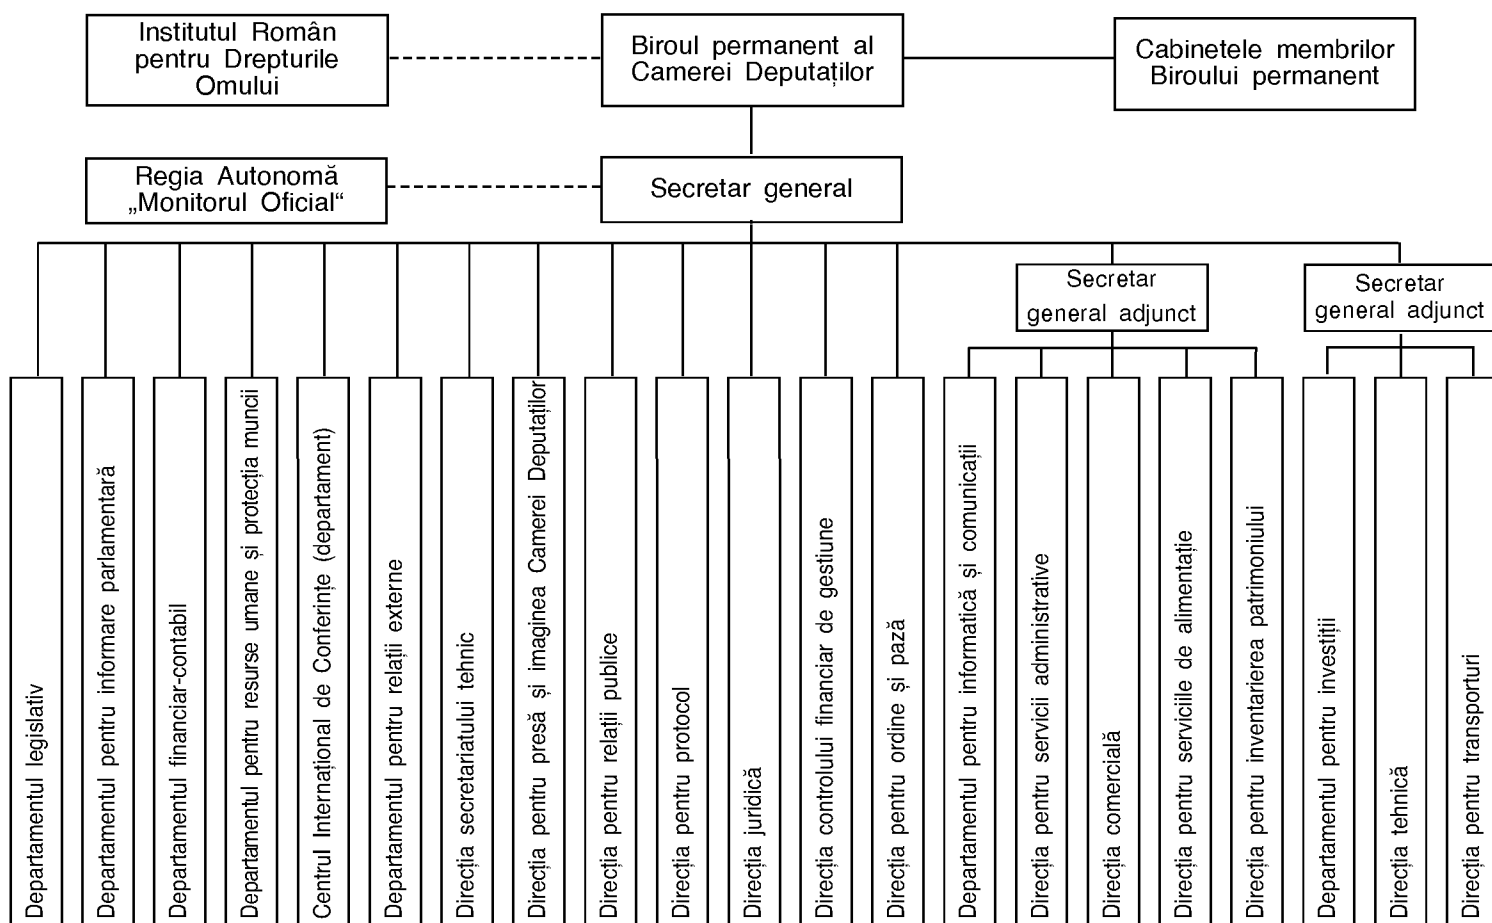 Institutul Român
pentru Drepturile
Omului
Biroul permanent al
Camerei Deputaților
Cabinetele membrilor
Biroului permanent
Regia Autonomă
„Monitorul Oficial“
Secretar general
Secretar
general adjunct
Secretar
general adjunct
Departamentul legislativ
Departamentul pentru informare parlamentară
Departamentul financiar-contabil
Departamentul pentru resurse umane și protecția muncii
Centrul Internațional de Conferințe (departament)
Departamentul pentru relații externe
Direcția secretariatului tehnic
Direcția pentru presă și imaginea Camerei Deputaților
Direcția pentru relații publice
Direcția pentru protocol
Direcția juridică
Direcția controlului financiar de gestiune
Direcția pentru ordine și pază
Departamentul pentru informatică și comunicații
Direcția pentru servicii administrative
Direcția comercială
Direcția pentru serviciile de alimentație
Direcția pentru inventarierea patrimoniului
Departamentul pentru investiții
Direcția tehnică
Direcția pentru transporturi